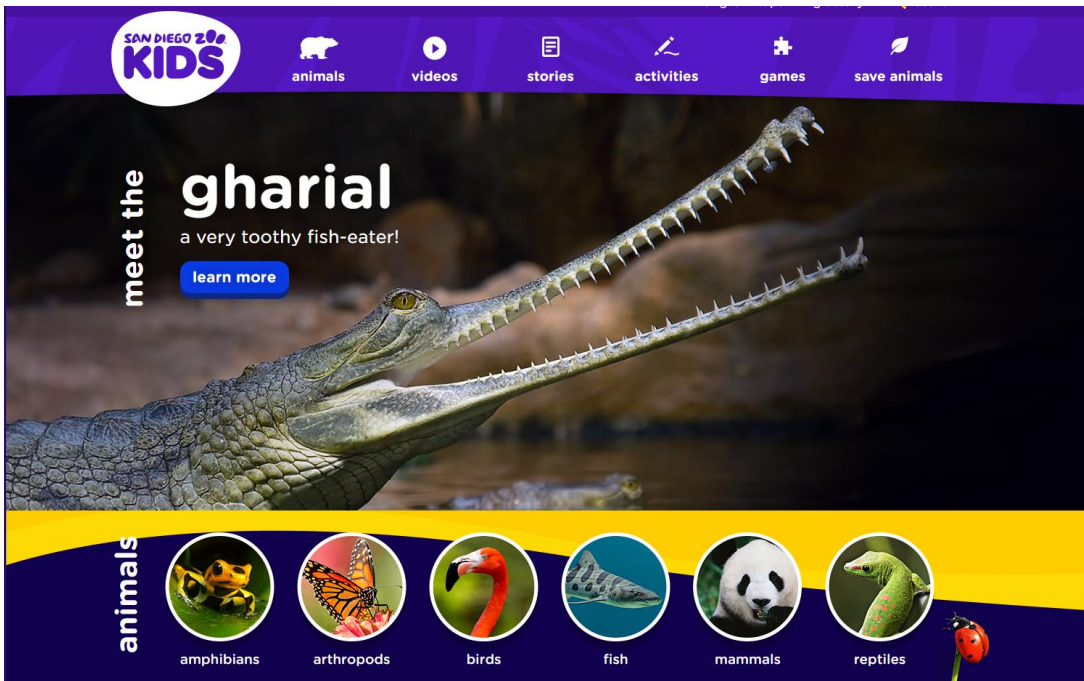 SAN DIEGO ZOO
KIDS
animals
videos
stories
activities
games
save animals
meet the
gharial
a very toothy fish-eater!
learn more
animals
amphibians
arthropods
birds
fish
mammals
reptiles